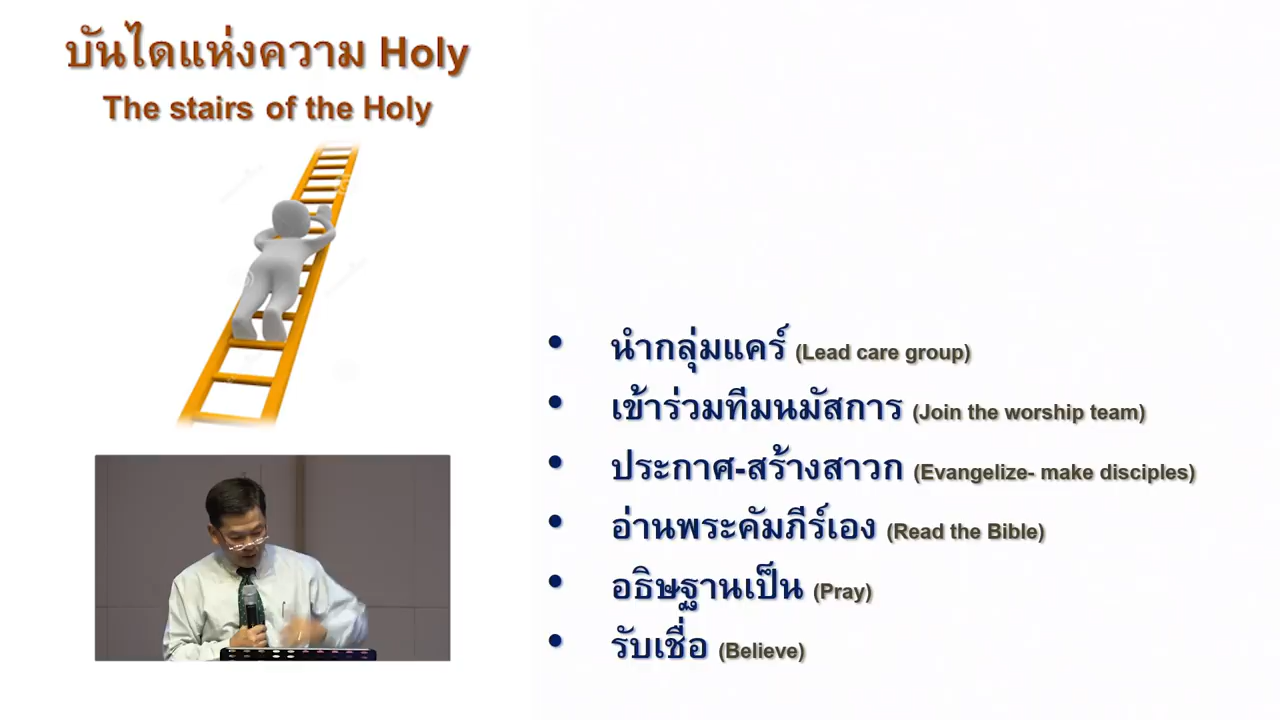 บันไดแห่งความ Holy
The stairs of the Holy
• นำกลุ่มแคร์ (Lead care group)
• เข้าร่วมทีมนมัสการ (Join the worship team)
• ประกาศ-สร้างสาวก (Evangelize- make disciples)
• อ่านพระคัมภีร์เอง (Read the Bible)
• อธิษฐานเป็น (Pray)
• รับเชื่อ (Believe)